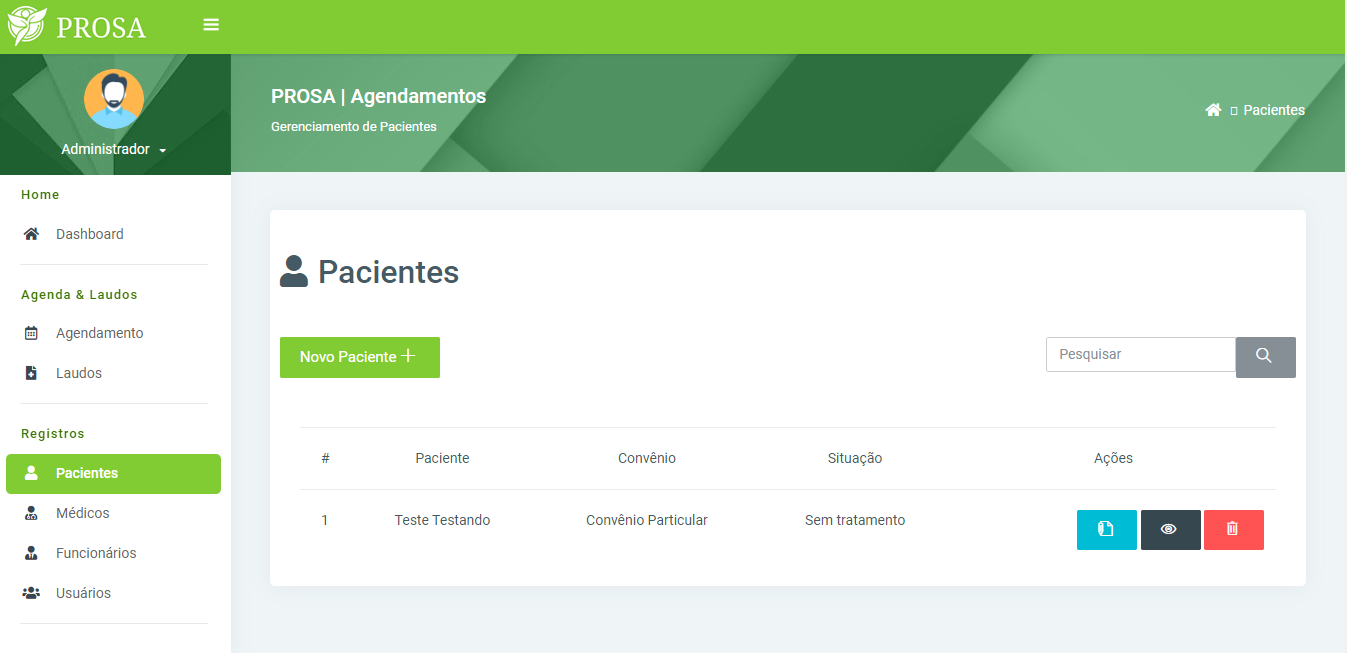 PROSA
Administrador
Home
Dashboard
Agenda & Laudos
Agendamento
Laudos
Registros
Pacientes
Médicos
Funcionários
Usuários
PROSA | Agendamentos
Gerenciamento de Pacientes
Pacientes
Pacientes
Novo Paciente
Pesquisar
# Paciente Convênio Situação Ações
1 Teste Testando Convênio Particular Sem tratamento